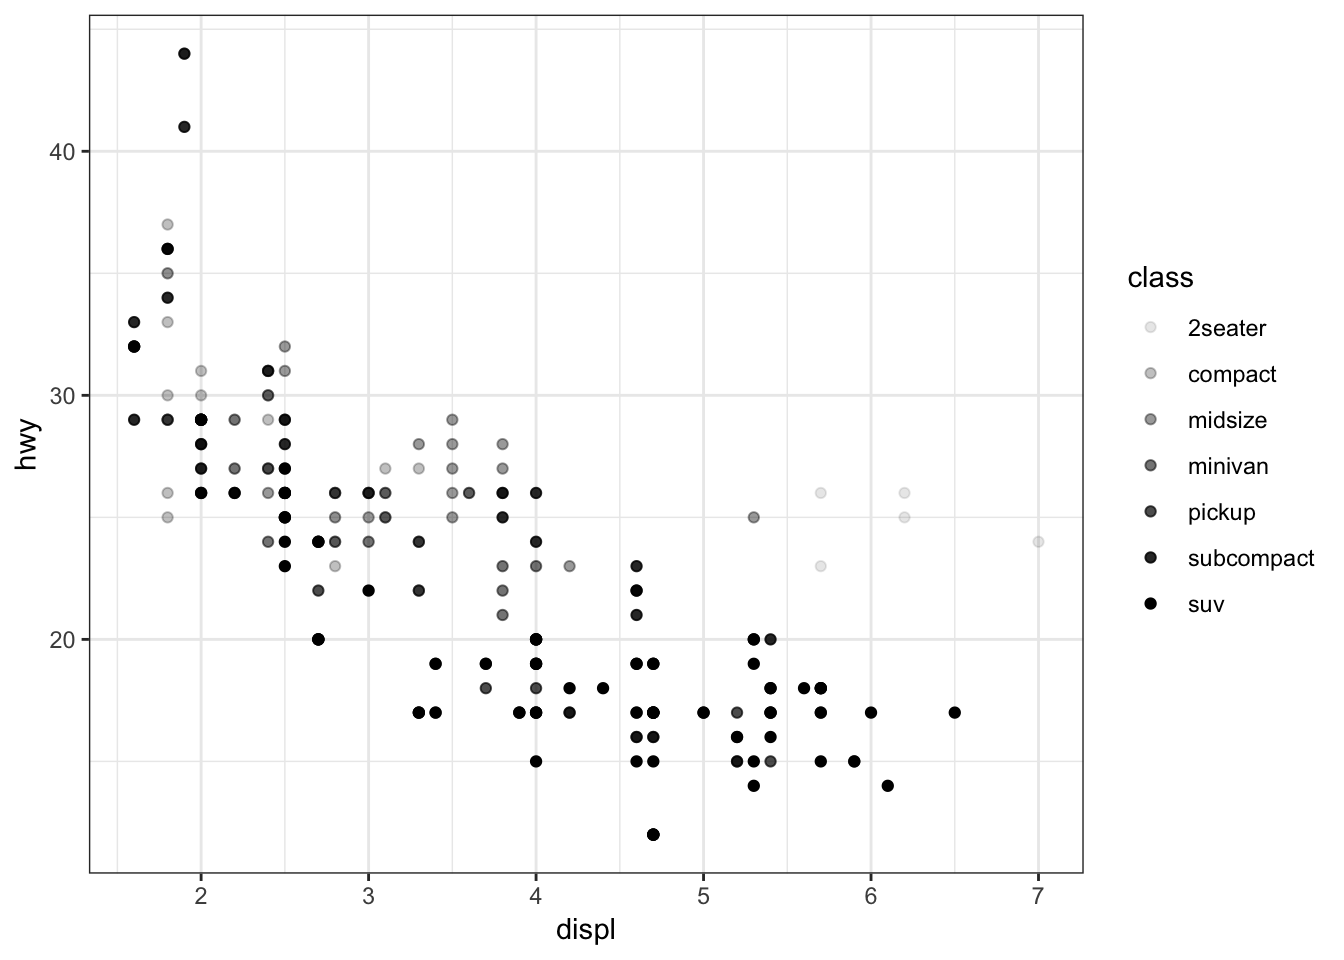 40
30
20
hwy
2 3 4 5 6 7
displ
class
2seater
compact
midsize
minivan
pickup
subcompact
suv